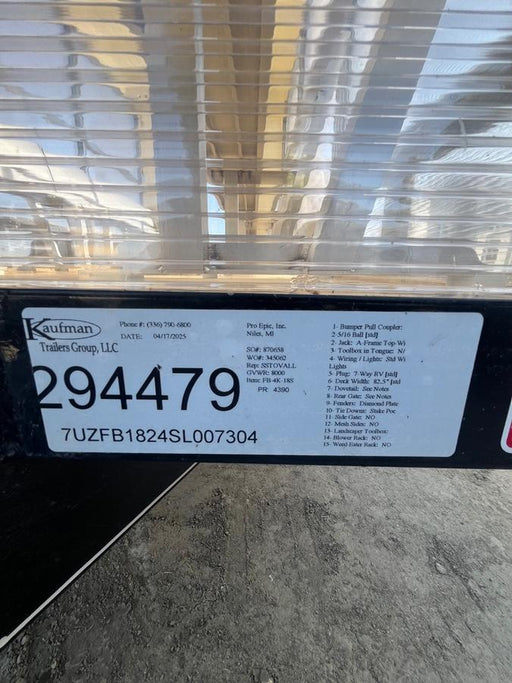 Kaufman
Trailers Group, LLC
Phone #: (336) 790-6800
DATE: 04/17/2025
294479
7UZFB1824SL007304
Pro Epic, Inc.
Niles, MI
SO#: 870658
WO#: 345062
Rep: SSTOVALL
GVWR: 8000
Item: FB-4K-18S
PR 4390
1- Bumper Pull Coupler:
2-5/16 Ball [std]
2- Jack: A-Frame Top-Wi
3- Toolbox in Tongue: N/
4- Wiring / Lights: Std Wi
Lights
5- Plug: 7-Way RV [std]
6- Deck Width: 82.5" [std
7- Dovetail: See Notes
8- Rear Gate: See Notes
9- Fenders: Diamond Plate
10- Tie Downs: Stake Poc
11- Side Gate: NO
12- Mesh Sides: NO
13- Landscaper Toolbox:
14- Blower Rack: NO
15- Weed Eater Rack: NO